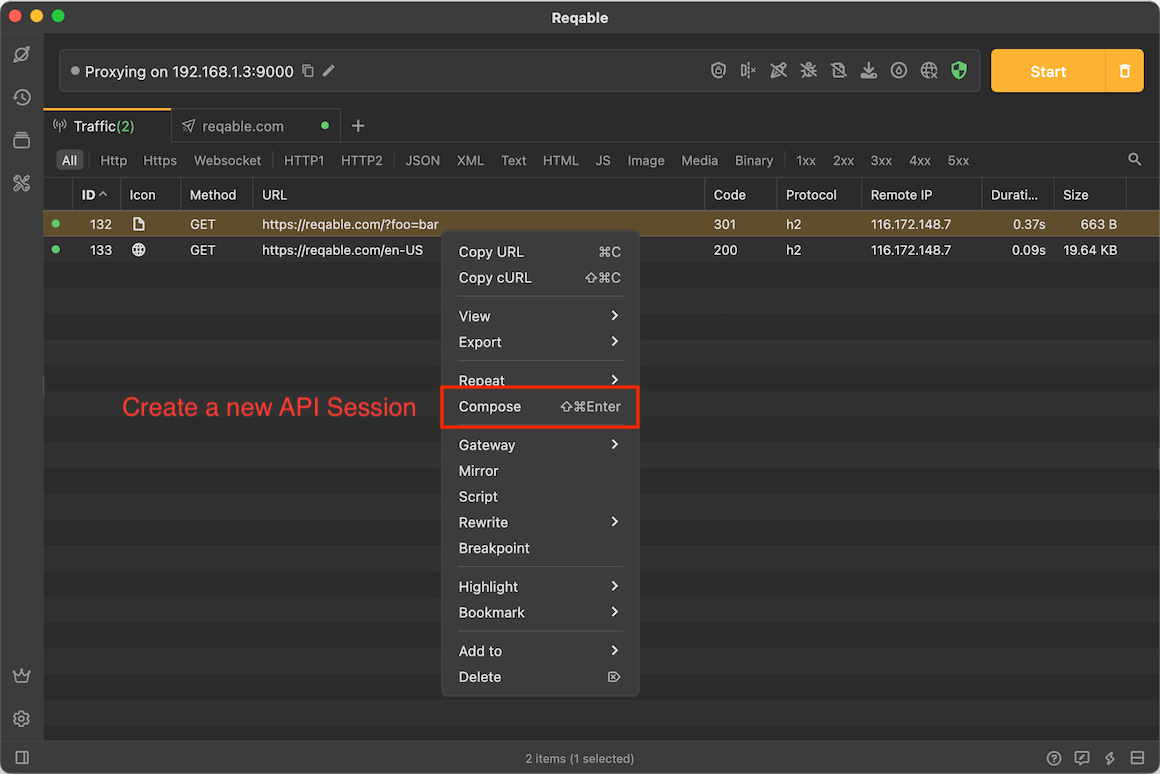 Reqable
Proxying on 192.168.1.3:9000
Start
Traffic(2)
reqable.com
All Http Https Websocket HTTP1 HTTP2 JSON XML Text HTML JS Image Media Binary 1xx 2xx 3xx 4xx 5xx
ID Icon Method URL Code Protocol Remote IP Durati... Size
132 GET https://reqable.com/?foo=bar 301 h2 116.172.148.7 0.37s 663 B
133 GET https://reqable.com/en-US 200 h2 116.172.148.7 0.09s 19.64 KB
Copy URL ⌘C
Copy cURL ⇧⌘C
View
Export
Repeat
Create a new API Session
Compose ⇧⌘Enter
Gateway
Mirror
Script
Rewrite
Breakpoint
Highlight
Bookmark
Add to
Delete
2 items (1 selected)